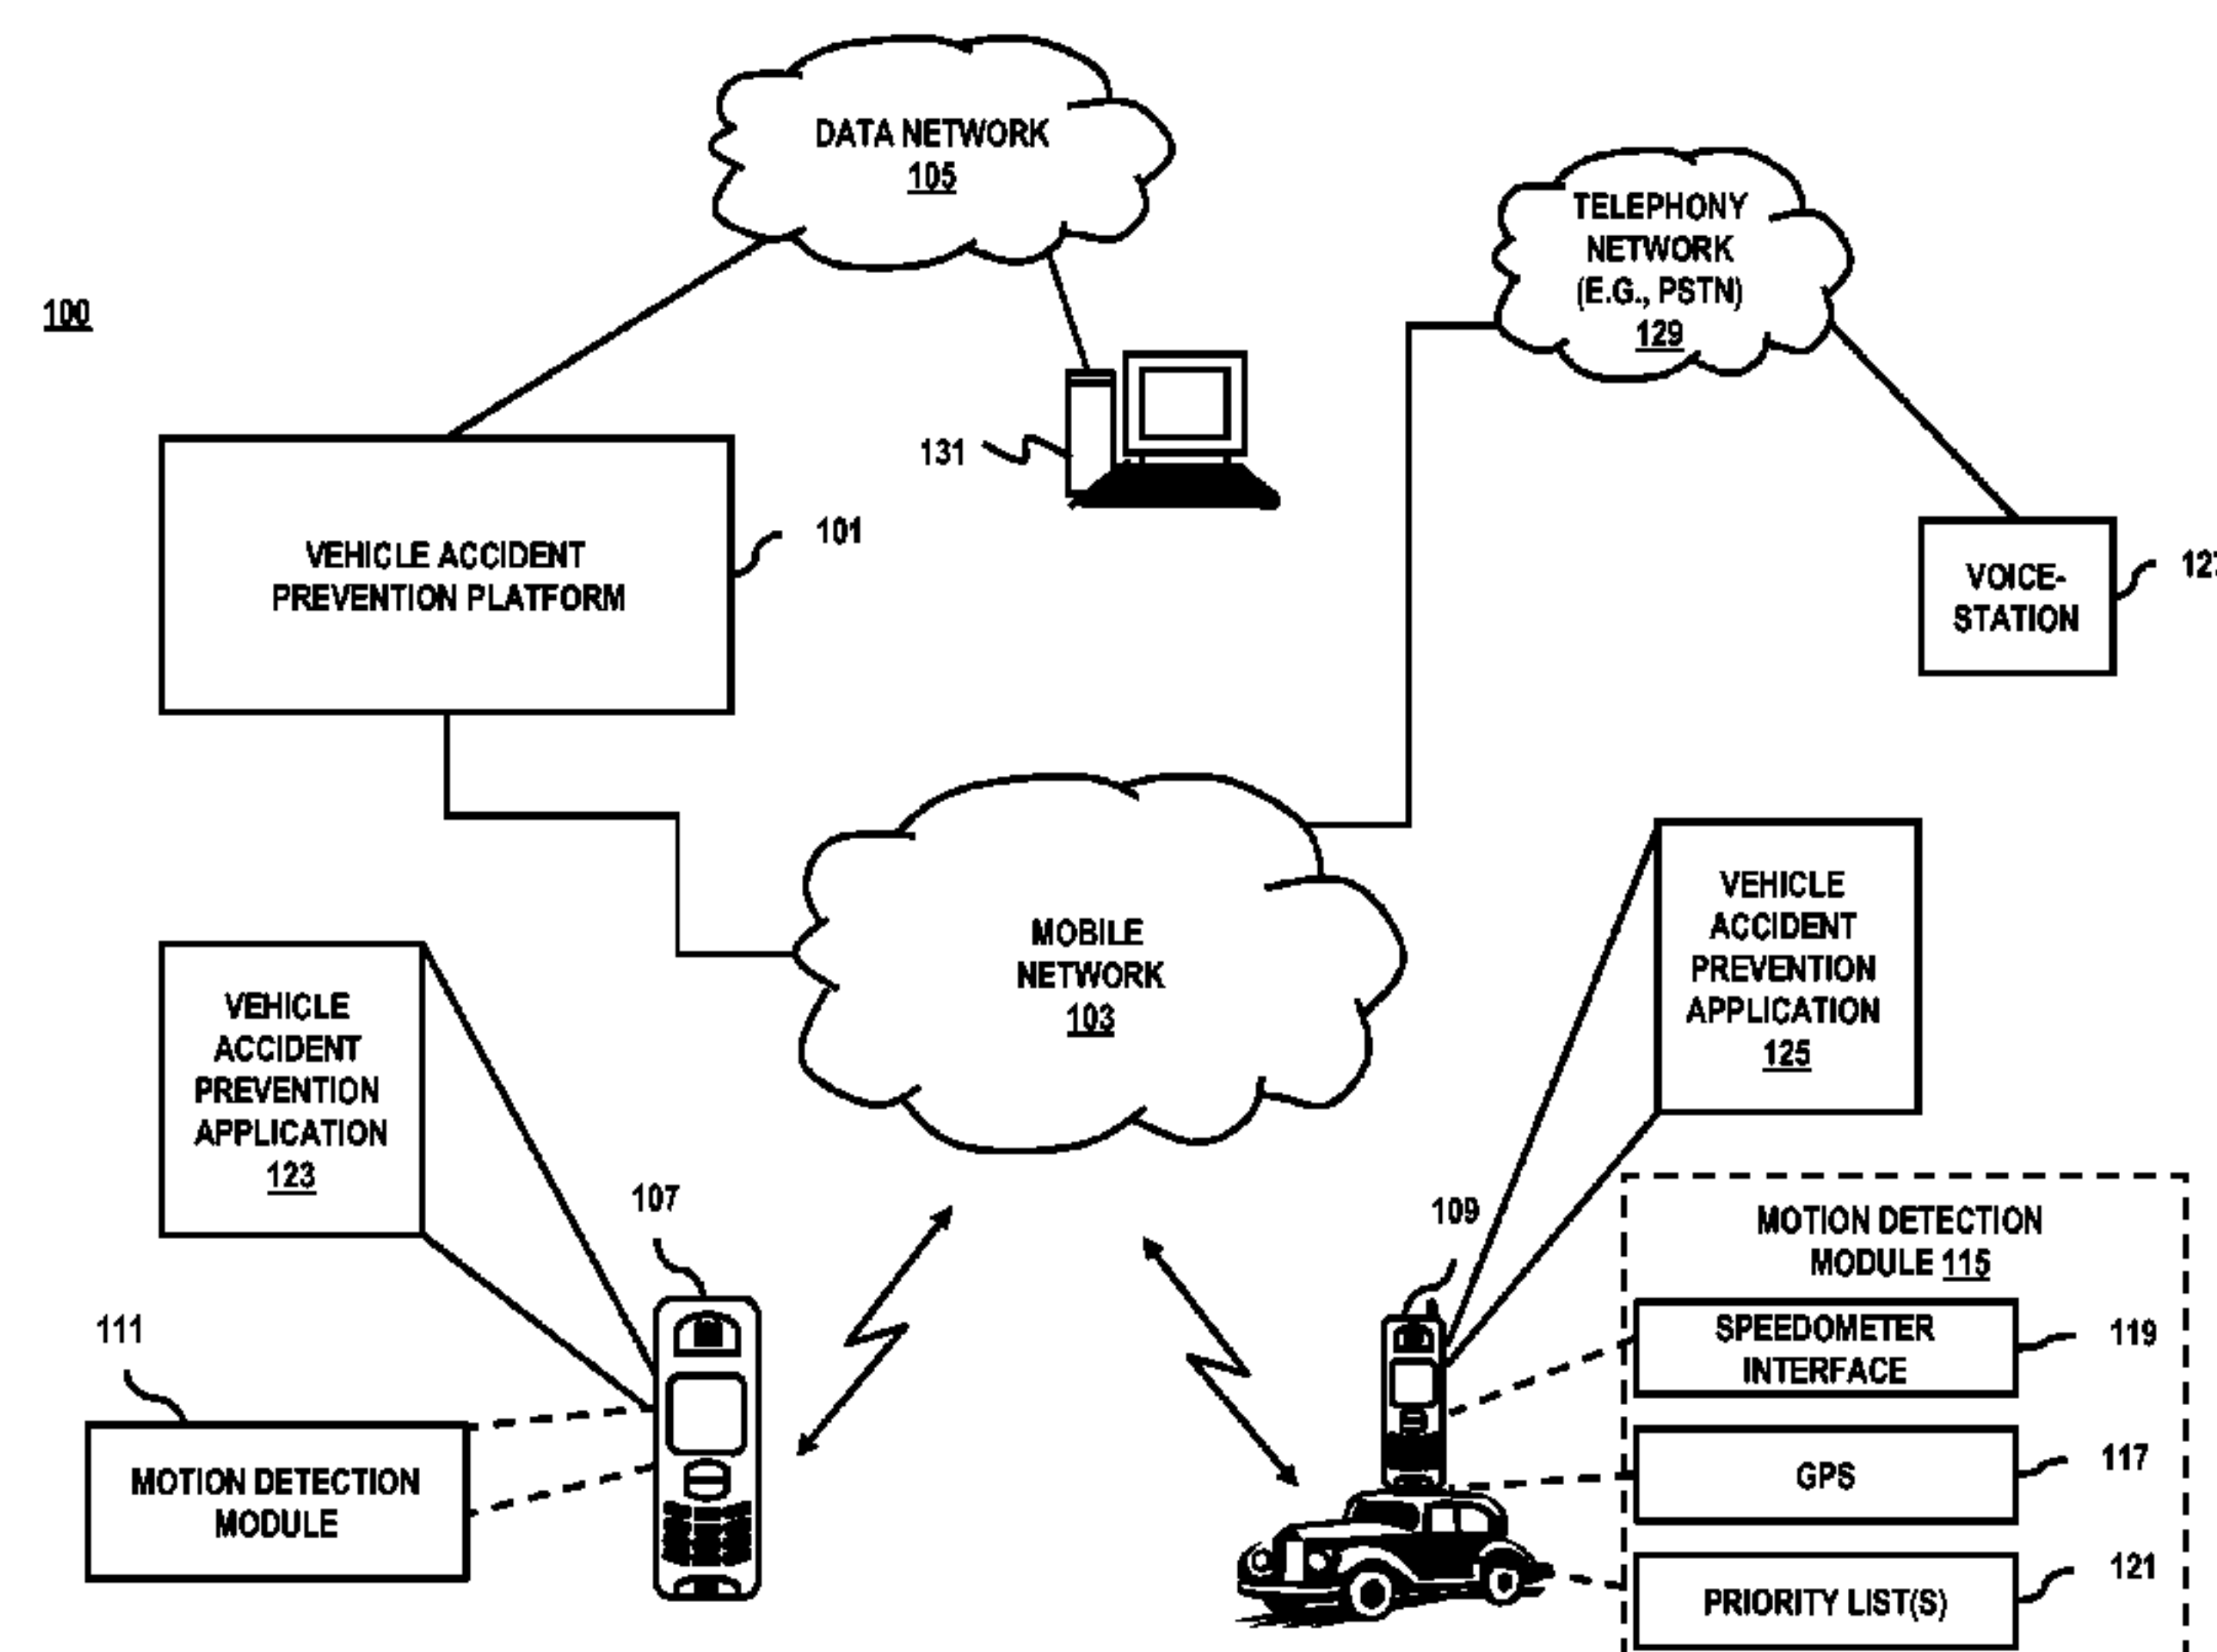 DATA NETWORK
105
TELEPHONY
NETWORK
(E.G., PSTN)
129
100
131
101
VEHICLE ACCIDENT
PREVENTION PLATFORM
VOICE-
STATION
MOBILE
NETWORK
103
VEHICLE
ACCIDENT
PREVENTION
APPLICATION
125
VEHICLE
ACCIDENT
PREVENTION
APPLICATION
123
107
109
MOTION DETECTION
MODULE 115
111
SPEEDOMETER
INTERFACE
119
MOTION DETECTION
MODULE
GPS
117
PRIORITY LIST(S)
121